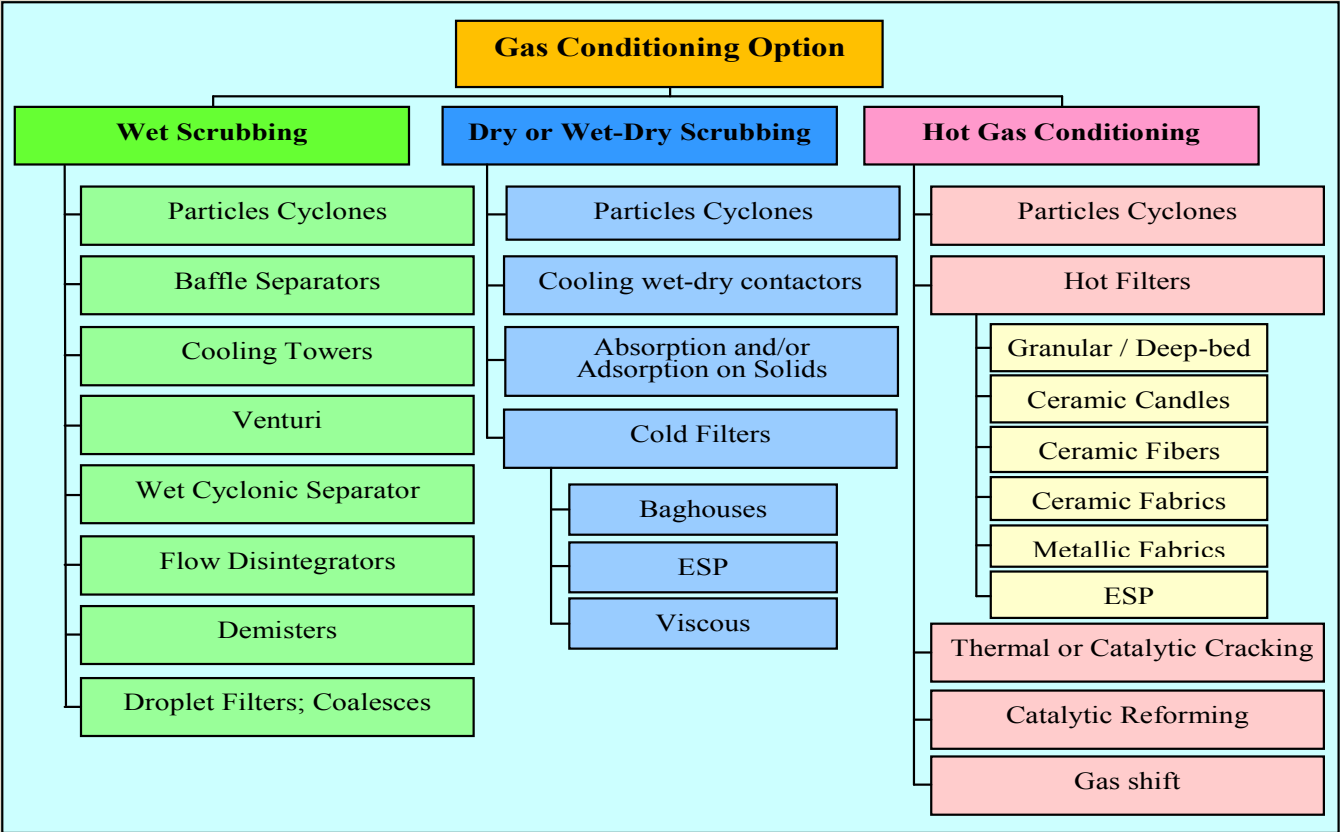 Gas Conditioning Option
Wet Scrubbing
Particles Cyclones
Baffle Separators
Cooling Towers
Venturi
Wet Cyclonic Separator
Flow Disintegrators
Demisters
Droplet Filters; Coalesces
Dry or Wet-Dry Scrubbing
Particles Cyclones
Cooling wet-dry contactors
Absorption and/or
Adsorption on Solids
Cold Filters
Baghouses
ESP
Viscous
Hot Gas Conditioning
Particles Cyclones
Hot Filters
Granular / Deep-bed
Ceramic Candles
Ceramic Fibers
Ceramic Fabrics
Metallic Fabrics
ESP
Thermal or Catalytic Cracking
Catalytic Reforming
Gas shift